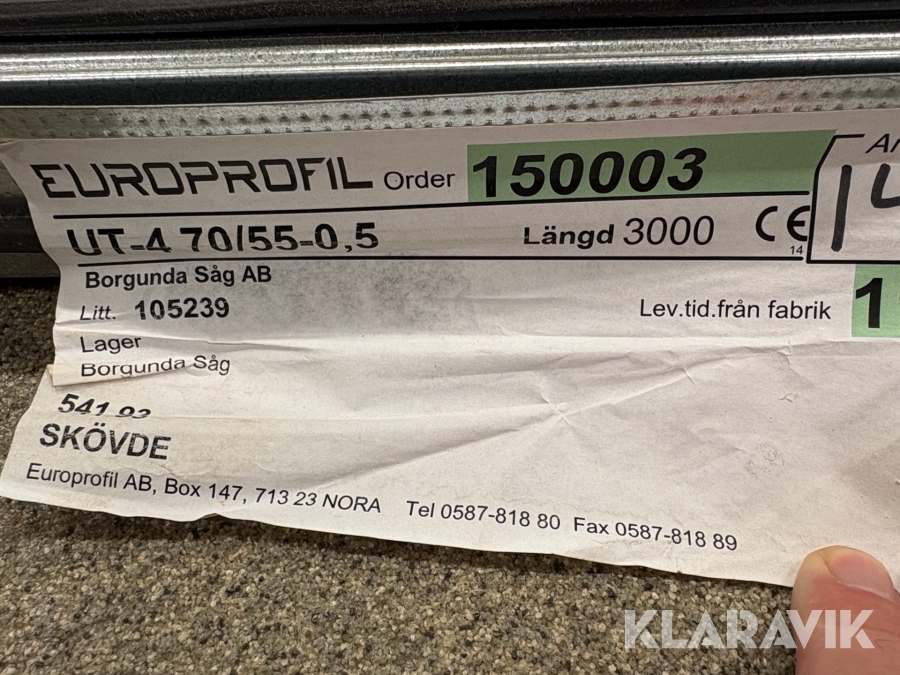 EUROPROFIL Order 150003
UT-4 70/55-0,5 Längd 3000 CE 14
Borgunda Såg AB
Litt. 105239 Lev.tid.från fabrik
Lager
Borgunda Såg
SKÖVDE
Europrofil AB, Box 147, 713 23 NORA Tel 0587-818 80 Fax 0587-818 89
KLARAVIK